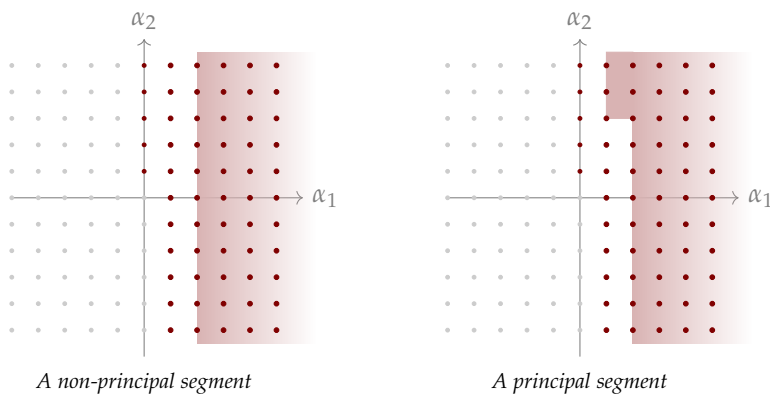 α₂ α₂
α₁ α₁
A non-principal segment A principal segment